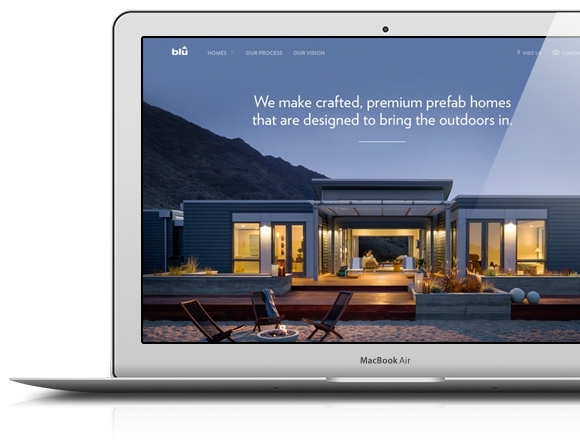 blu
HOMES
OUR PROCESS
OUR VISION
VISIT US
We make crafted, premium prefab homes
that are designed to bring the outdoors in.
MacBook Air